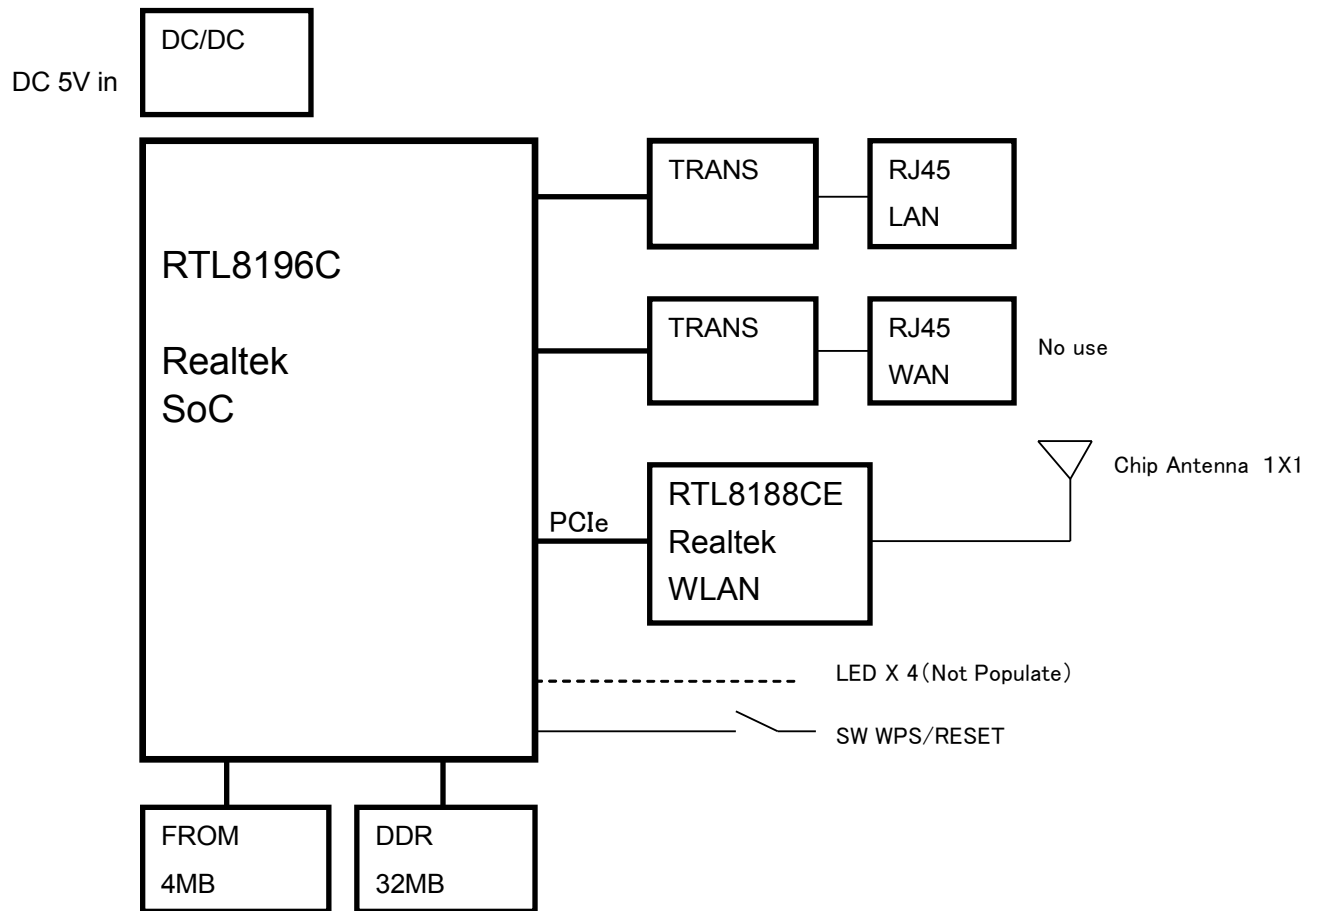 DC/DC
DC 5V in
RTL8196C
Realtek
SoC
TRANS
RJ45
LAN
TRANS
RJ45
WAN
No use
PCIe
RTL8188CE
Realtek
WLAN
Chip Antenna 1X1
LED X 4(Not Populate)
SW WPS/RESET
FROM
4MB
DDR
32MB